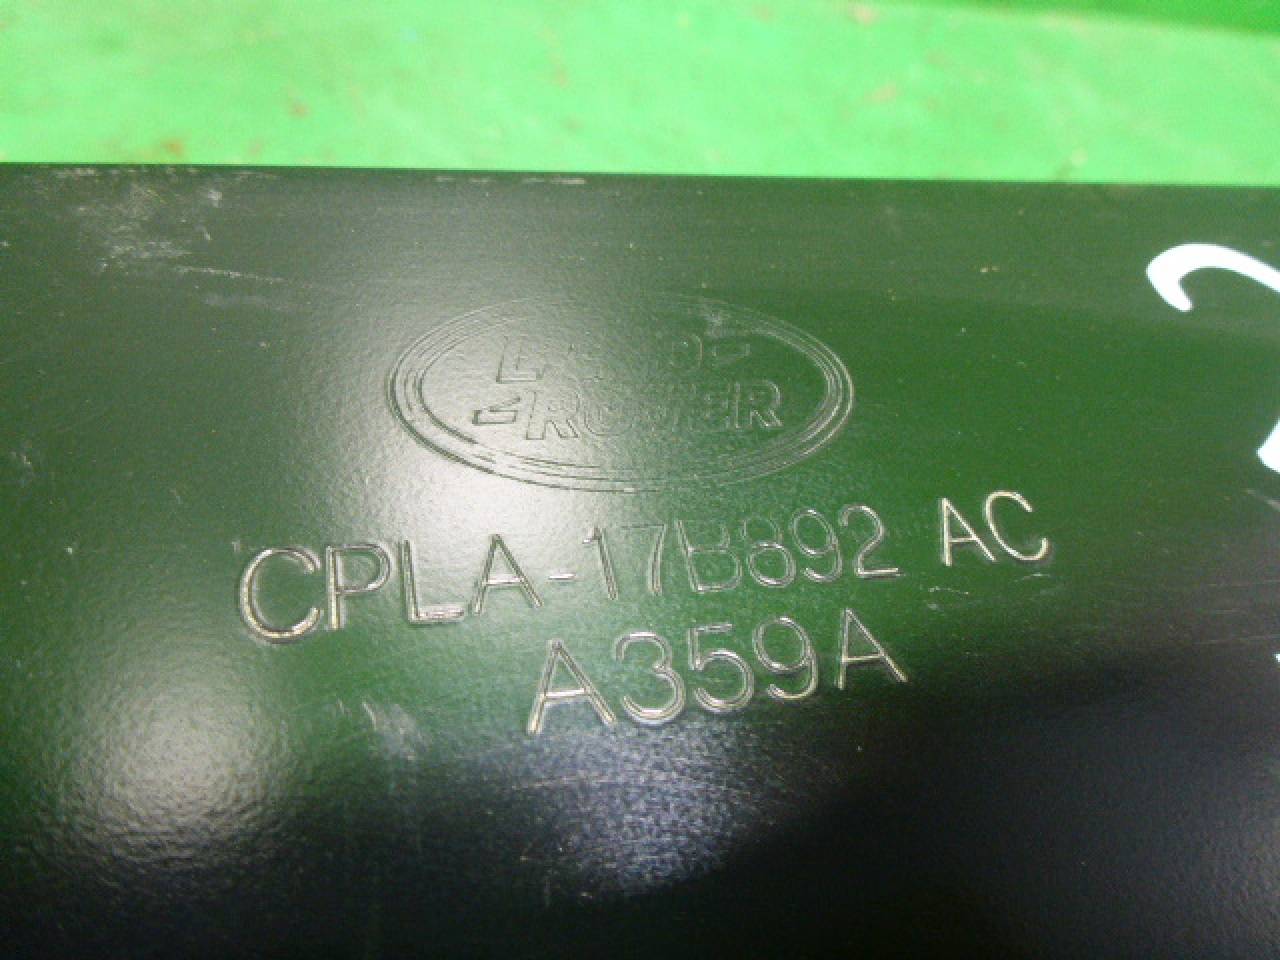 LAND-
ROVER
CPLA-17B892 AC
A359A